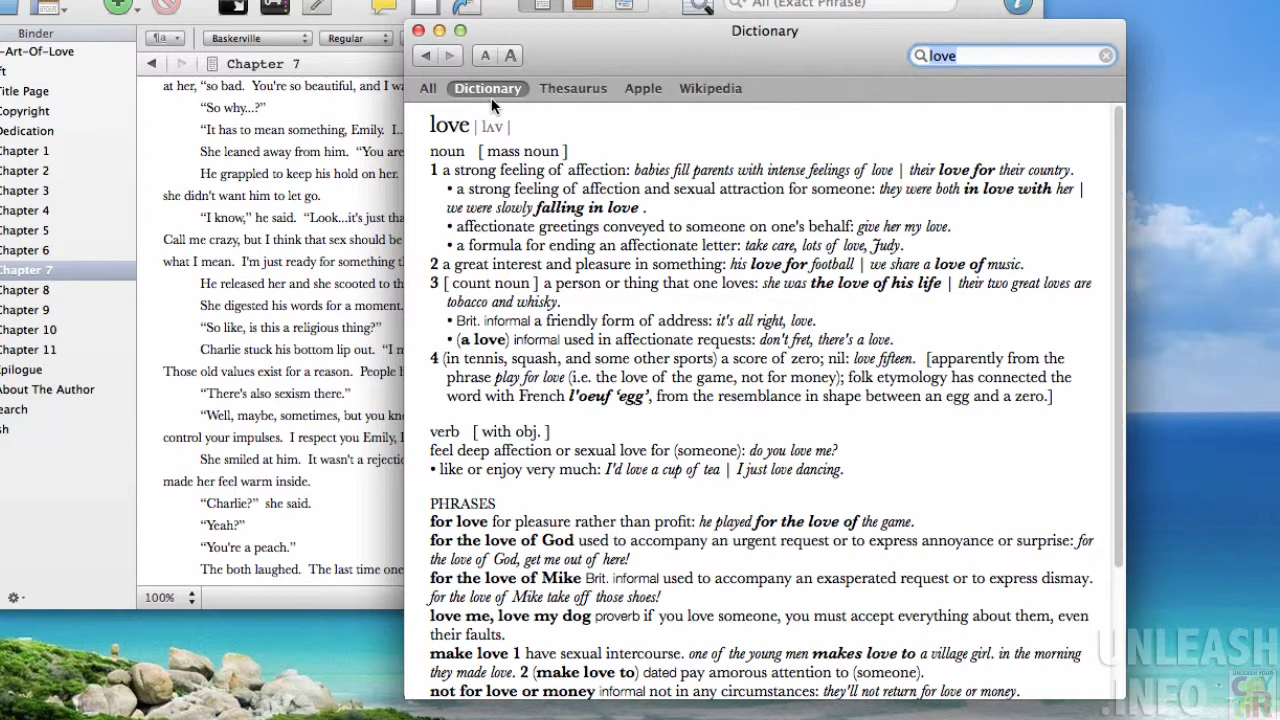 All (Exact Phrase)
Binder
-Art-Of-Love
ft
Title Page
Copyright
Dedication
Chapter 1
Chapter 2
Chapter 3
Chapter 4
Chapter 5
Chapter 6
Chapter 7
Chapter 8
Chapter 9
Chapter 10
Chapter 11
Epilogue
About The Author
earch
sh
¶a
Baskerville
Regular
Chapter 7
at her, “so bad. You're so beautiful, and I wa
“So why...?”
“It has to mean something, Emily. I..
She leaned away from him. “You are
He grappled to keep his hold on her.
she didn't want him to let go.
“I know,” he said. “Look...it's just tha
Call me crazy, but I think that sex should be
what I mean. I'm just ready for something t
He released her and she scooted to th
She digested his words for a moment.
“So like, is this a religious thing?”
Charlie stuck his bottom lip out. “I m
Those old values exist for a reason. People l
“There's also sexism there.”
“Well, maybe, sometimes, but you kn
control your impulses. I respect you Emily, I
She smiled at him. It wasn't a rejectio
made her feel warm inside.
“Charlie?” she said.
“Yeah?”
“You're a peach.”
The both laughed. The last time one
100%
Dictionary
A A
love
All Dictionary Thesaurus Apple Wikipedia
love | lʌv |
noun [ mass noun ]
1 a strong feeling of affection: babies fill parents with intense feelings of love | their love for their country.
• a strong feeling of affection and sexual attraction for someone: they were both in love with her |
we were slowly falling in love .
• affectionate greetings conveyed to someone on one's behalf: give her my love.
• a formula for ending an affectionate letter: take care, lots of love, Judy.
2 a great interest and pleasure in something: his love for football | we share a love of music.
3 [ count noun ] a person or thing that one loves: she was the love of his life | their two great loves are
tobacco and whisky.
• Brit. informal a friendly form of address: it's all right, love.
• (a love) informal used in affectionate requests: don't fret, there's a love.
4 (in tennis, squash, and some other sports) a score of zero; nil: love fifteen. [apparently from the
phrase play for love (i.e. the love of the game, not for money); folk etymology has connected the
word with French l'oeuf ‘egg’, from the resemblance in shape between an egg and a zero.]
verb [ with obj. ]
feel deep affection or sexual love for (someone): do you love me?
• like or enjoy very much: I'd love a cup of tea | I just love dancing.
PHRASES
for love for pleasure rather than profit: he played for the love of the game.
for the love of God used to accompany an urgent request or to express annoyance or surprise: for
the love of God, get me out of here!
for the love of Mike Brit. informal used to accompany an exasperated request or to express dismay.
for the love of Mike take off those shoes!
love me, love my dog proverb if you love someone, you must accept everything about them, even
their faults.
make love 1 have sexual intercourse. one of the young men makes love to a village girl. in the morning
they made love. 2 (make love to) dated pay amorous attention to (someone).
not for love or money informal not in any circumstances: they'll not return for love or money.
UNLEASH
.INFO